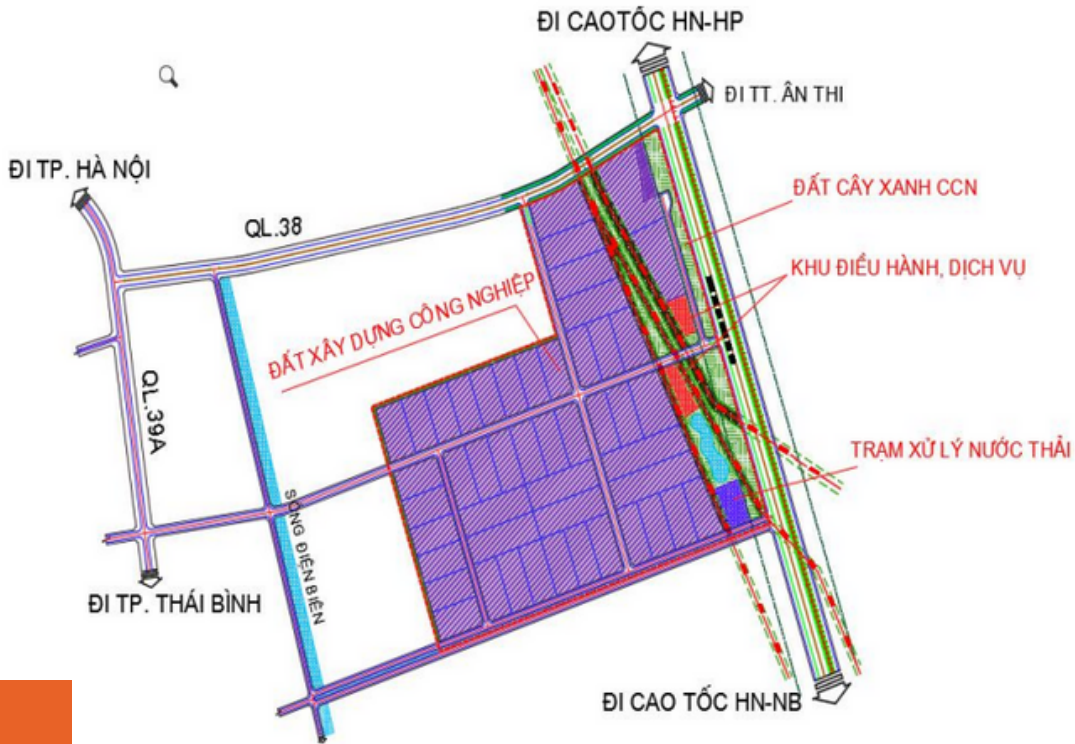 ĐI CAOTỐC HN-HP
ĐI TT. ÂN THI
ĐI TP. HÀ NỘI
ĐẤT CÂY XANH CCN
QL.38
KHU ĐIỀU HÀNH, DỊCH VỤ
ĐẤT XÂY DỰNG CÔNG NGHIỆP
QL.39A
TRẠM XỬ LÝ NƯỚC THẢI
SÔNG ĐIỆN BIÊN
ĐI TP. THÁI BÌNH
ĐI CAO TỐC HN-NB